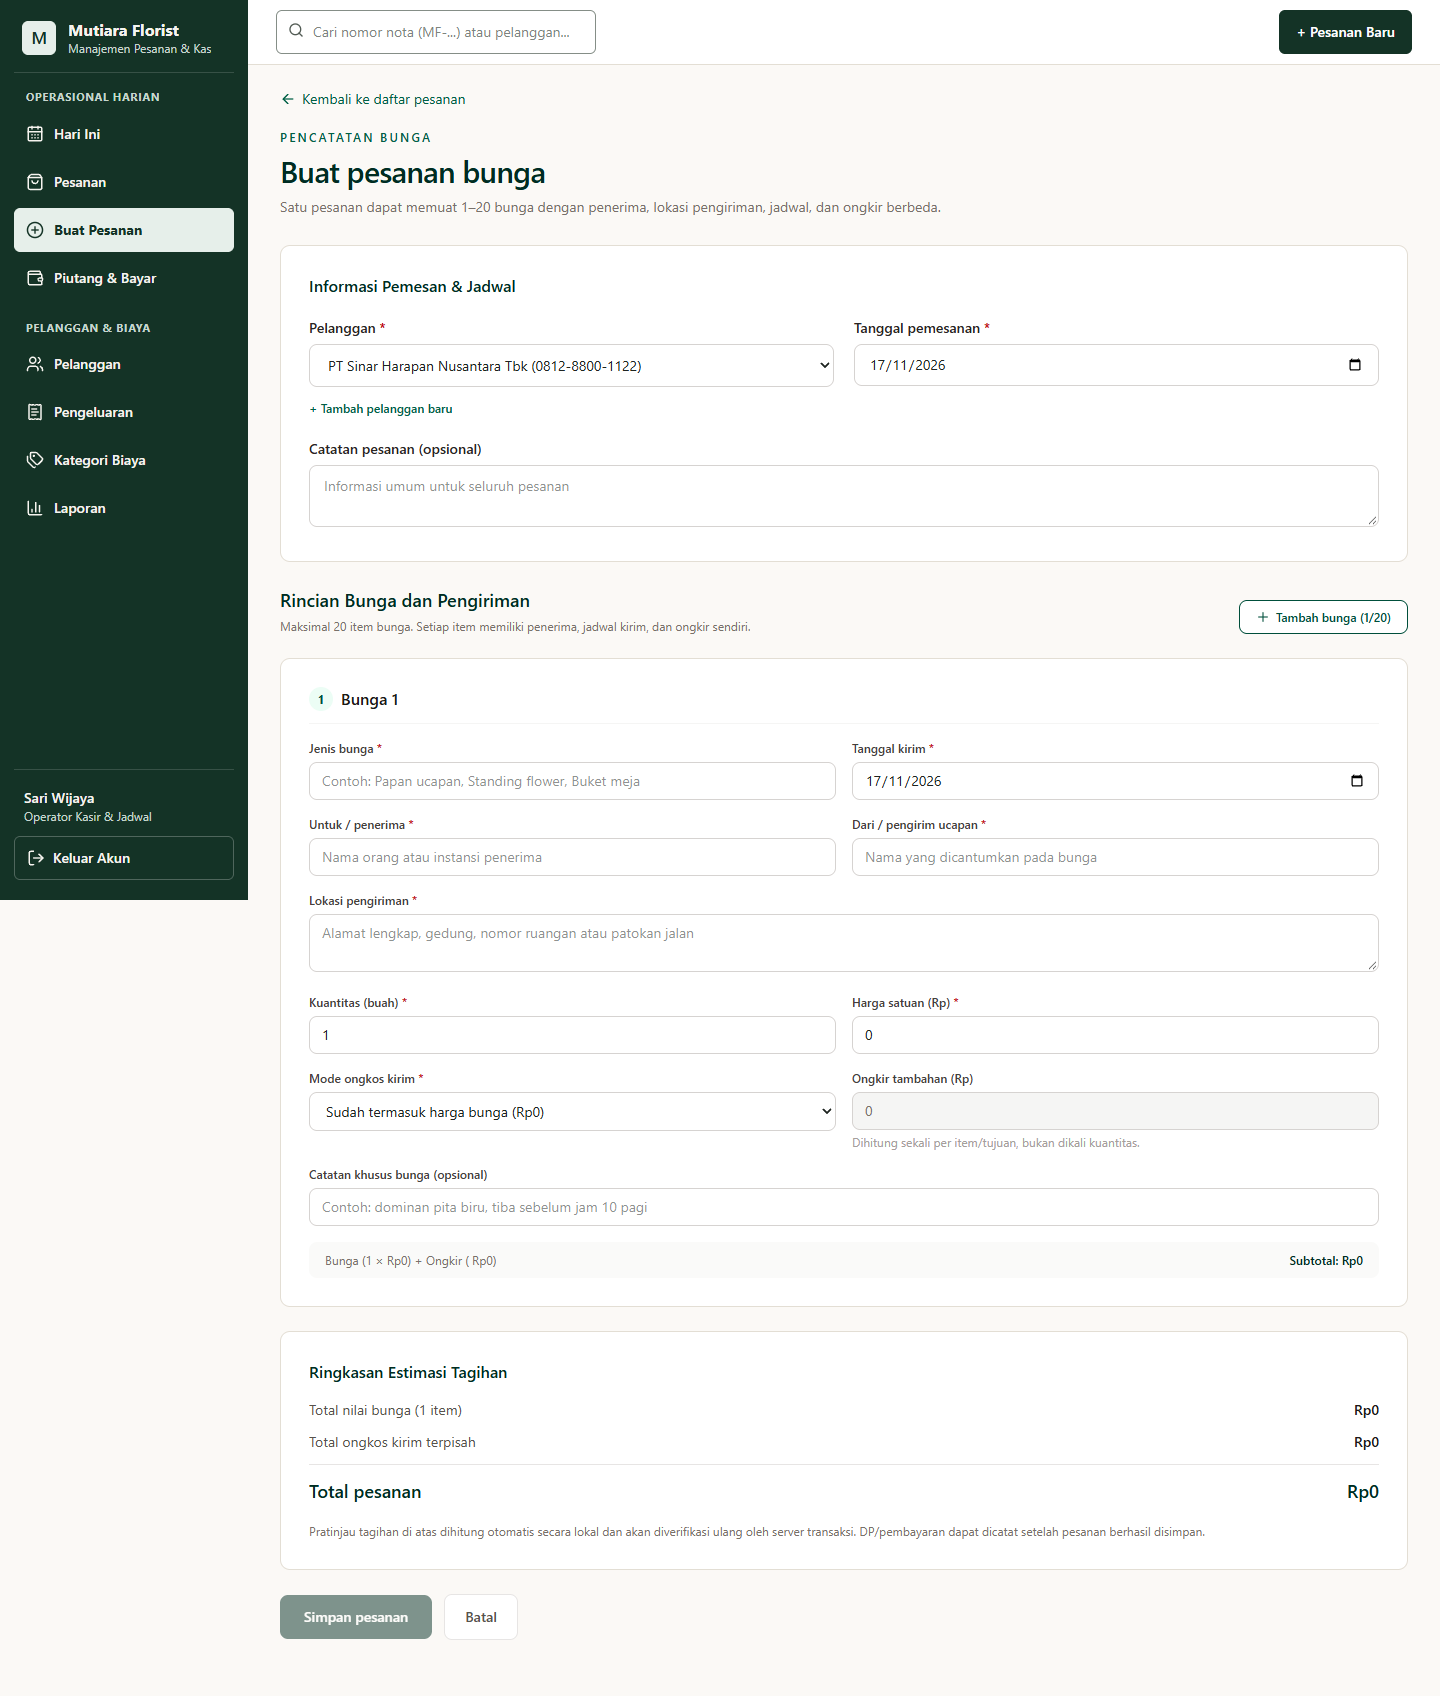 M
Mutiara Florist
Manajemen Pesanan & Kas
OPERASIONAL HARIAN
Hari Ini
Pesanan
Buat Pesanan
Piutang & Bayar
PELANGGAN & BIAYA
Pelanggan
Pengeluaran
Kategori Biaya
Laporan
Sari Wijaya
Operator Kasir & Jadwal
Keluar Akun
Cari nomor nota (MF-...) atau pelanggan...
+ Pesanan Baru
Kembali ke daftar pesanan
PENCATATAN BUNGA
Buat pesanan bunga
Satu pesanan dapat memuat 1–20 bunga dengan penerima, lokasi pengiriman, jadwal, dan ongkir berbeda.
Informasi Pemesan & Jadwal
Pelanggan *
Tanggal pemesanan *
PT Sinar Harapan Nusantara Tbk (0812-8800-1122)
17/11/2026
+ Tambah pelanggan baru
Catatan pesanan (opsional)
Informasi umum untuk seluruh pesanan
Rincian Bunga dan Pengiriman
Maksimal 20 item bunga. Setiap item memiliki penerima, jadwal kirim, dan ongkir sendiri.
Tambah bunga (1/20)
1 Bunga 1
Jenis bunga *
Tanggal kirim *
Contoh: Papan ucapan, Standing flower, Buket meja
17/11/2026
Untuk / penerima *
Dari / pengirim ucapan *
Nama orang atau instansi penerima
Nama yang dicantumkan pada bunga
Lokasi pengiriman *
Alamat lengkap, gedung, nomor ruangan atau patokan jalan
Kuantitas (buah) *
Harga satuan (Rp) *
1
0
Mode ongkos kirim *
Ongkir tambahan (Rp)
Sudah termasuk harga bunga (Rp0)
0
Dihitung sekali per item/tujuan, bukan dikali kuantitas.
Catatan khusus bunga (opsional)
Contoh: dominan pita biru, tiba sebelum jam 10 pagi
Bunga (1 × Rp0) + Ongkir ( Rp0)
Subtotal: Rp0
Ringkasan Estimasi Tagihan
Total nilai bunga (1 item)
Rp0
Total ongkos kirim terpisah
Rp0
Total pesanan
Rp0
Pratinjau tagihan di atas dihitung otomatis secara lokal dan akan diverifikasi ulang oleh server transaksi. DP/pembayaran dapat dicatat setelah pesanan berhasil disimpan.
Simpan pesanan
Batal